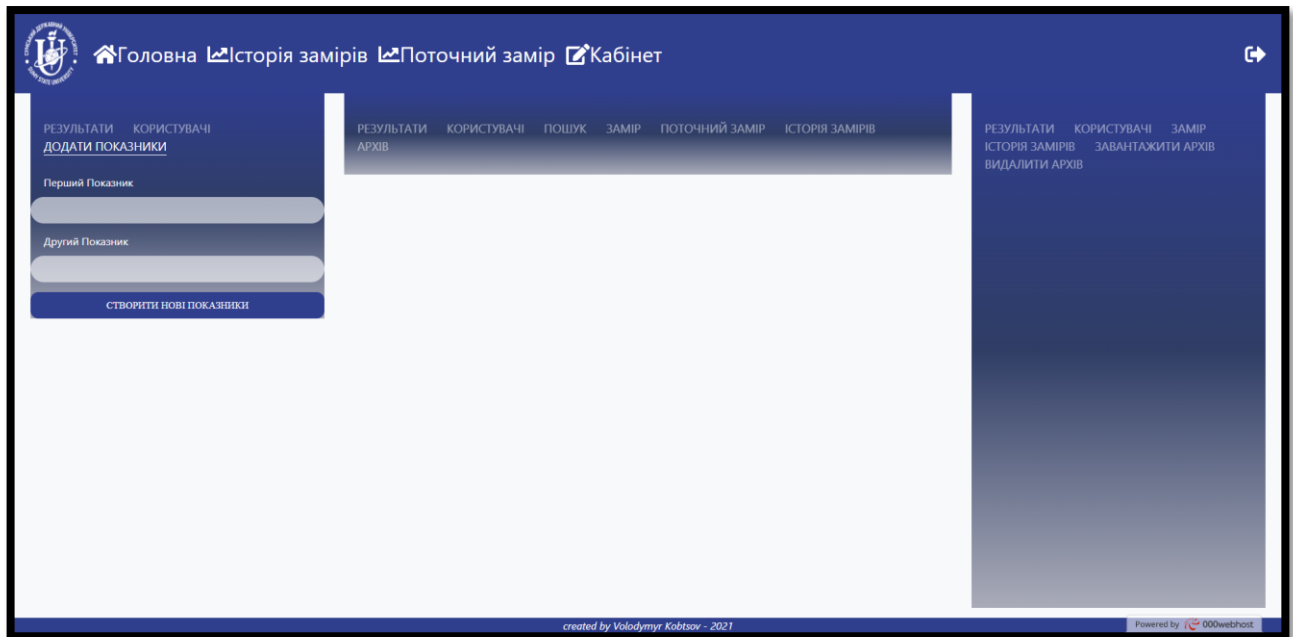 Головна Історія замірів Поточний замір Кабінет
РЕЗУЛЬТАТИ КОРИСТУВАЧІ
ДОДАТИ ПОКАЗНИКИ
Перший Показник
Другий Показник
СТВОРИТИ НОВІ ПОКАЗНИКИ
РЕЗУЛЬТАТИ КОРИСТУВАЧІ ПОШУК ЗАМІР ПОТОЧНИЙ ЗАМІР ІСТОРІЯ ЗАМІРІВ
АРХІВ
РЕЗУЛЬТАТИ КОРИСТУВАЧІ ЗАМІР
ІСТОРІЯ ЗАМІРІВ ЗАВАНТАЖИТИ АРХІВ
ВИДАЛИТИ АРХІВ
created by Volodymyr Kobtsov - 2021
Powered by 000webhost